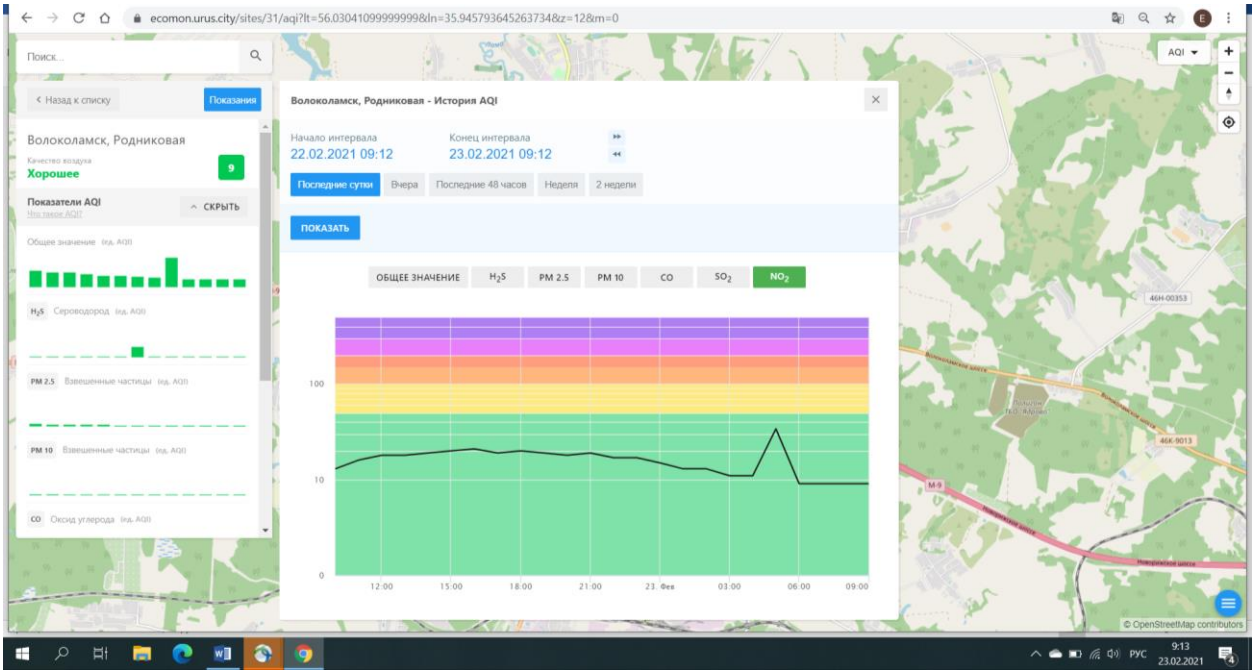 ecomon.urus.city/sites/31/aqi?lt=56.03041099999999&ln=35.945793645263734&z=12&m=0
E
Поиск...
AQI
Назад к списку
Показания
Волоколамск, Родниковая
Качество воздуха
Хорошее
9
Показатели AQI
Что такое AQI?
СКРЫТЬ
Общее значение (ед. AQI)
H₂S Сероводород (ед. AQI)
PM 2.5 Взвешенные частицы (ед. AQI)
PM 10 Взвешенные частицы (ед. AQI)
CO Оксид углерода (ед. AQI)
Волоколамск, Родниковая - История AQI
Начало интервала
Конец интервала
22.02.2021 09:12
23.02.2021 09:12
Последние сутки
Вчера
Последние 48 часов
Неделя
2 недели
ПОКАЗАТЬ
ОБЩЕЕ ЗНАЧЕНИЕ
H₂S
PM 2.5
PM 10
CO
SO₂
NO₂
100
10
0
12:00
15:00
18:00
21:00
23. Фев
03:00
06:00
09:00
46Н-00353
Волоколамское шоссе
46К-9013
М-9
Новорижское шоссе
© OpenStreetMap contributors
W
РУС
9:13
23.02.2021
4